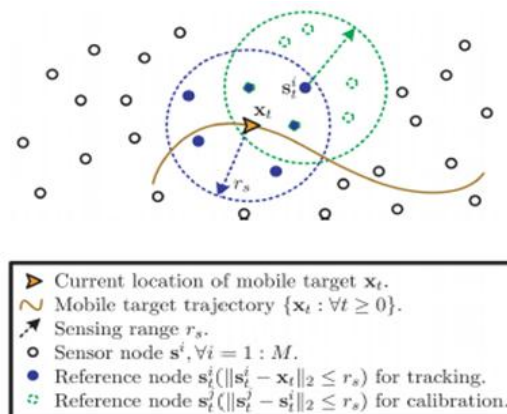 s_t^i
x_t
r_s
Current location of mobile target x_t.
Mobile target trajectory {x_t : ∀t ≥ 0}.
Sensing range r_s.
Sensor node s^i, ∀i = 1 : M.
Reference node s_t^i(‖s_t^i − x_t‖_2 ≤ r_s) for tracking.
Reference node s_t^j(‖s_t^j − s_t^i‖_2 ≤ r_s) for calibration.